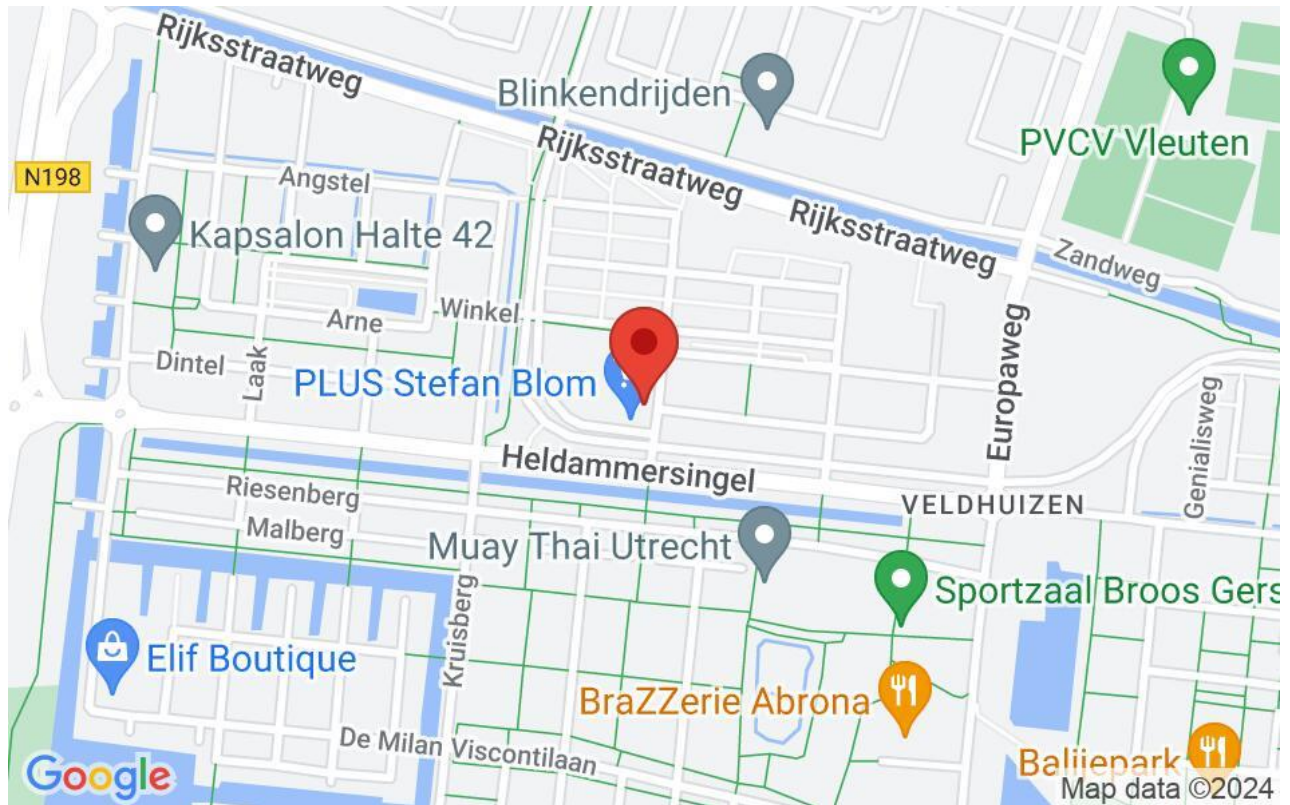 Rijksstraatweg
Blinkendrijden
PVCV Vleuten
Rijksstraatweg
N198
Angstel
Rijksstraatweg
Kapsalon Halte 42
Zandweg
Winkel
Arne
Dintel
Laak
PLUS Stefan Blom
Europaweg
Genialisweg
Heldammersingel
VELDHUIZEN
Riesenberg
Malberg
Muay Thai Utrecht
Kruisberg
Sportzaal Broos Gers
Elif Boutique
BraZZerie Abrona
De Milan Viscontilaan
Balijepark
Google
Map data ©2024